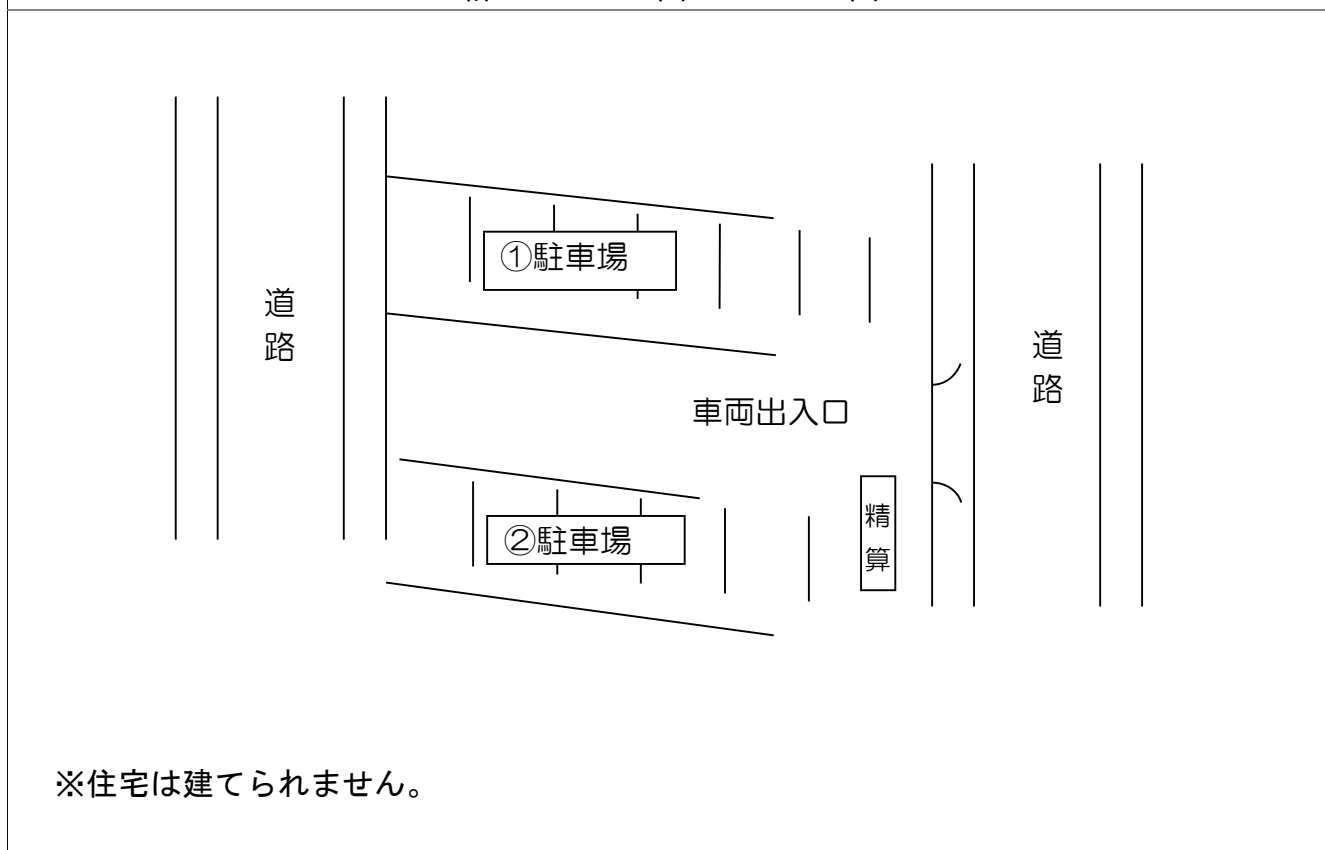 ①駐車場
道路
道路
車両出入口
②駐車場
精算
※住宅は建てられません。